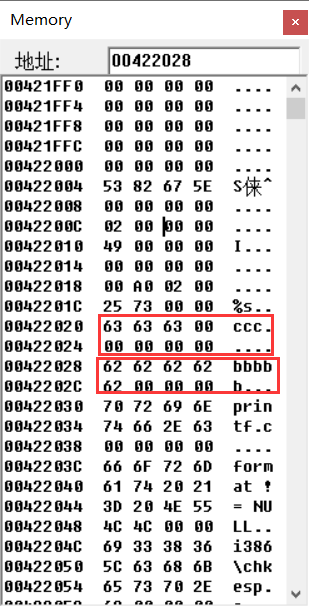 Memory
地址: 00422028
00421FF0 00 00 00 00 ....
00421FF4 00 00 00 00 ....
00421FF8 00 00 00 00 ....
00421FFC 00 00 00 00 ....
00422000 00 00 00 00 ....
00422004 53 82 67 5E S俫^
00422008 00 00 00 00 ....
0042200C 02 00 00 00 ....
00422010 49 00 00 00 I...
00422014 00 00 00 00 ....
00422018 00 A0 02 00 ....
0042201C 25 73 00 00 %s..
00422020 63 63 63 00 ccc.
00422024 00 00 00 00 ....
00422028 62 62 62 62 bbbb
0042202C 62 00 00 00 b...
00422030 70 72 69 6E prin
00422034 74 66 2E 63 tf.c
00422038 00 00 00 00 ....
0042203C 66 6F 72 6D form
00422040 61 74 20 21 at !
00422044 3D 20 4E 55 = NU
00422048 4C 4C 00 00 LL..
0042204C 69 33 38 36 i386
00422050 5C 63 68 6B \chk
00422054 65 73 70 2E esp.